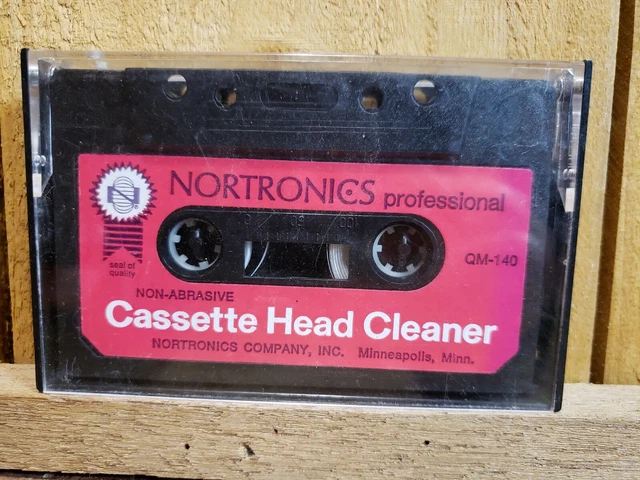 NORTRONICS professional
N
seal of
quality
QM-140
NON-ABRASIVE
Cassette Head Cleaner
NORTRONICS COMPANY, INC. Minneapolis, Minn.